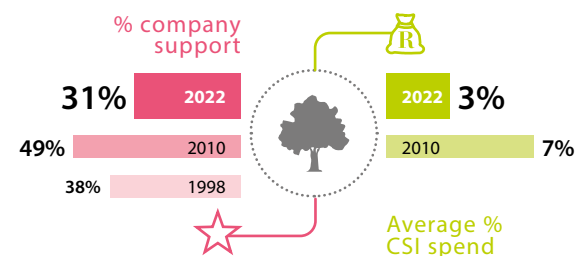 % company
support
R
31% 2022
2022 3%
49% 2010
2010 7%
38% 1998
Average %
CSI spend